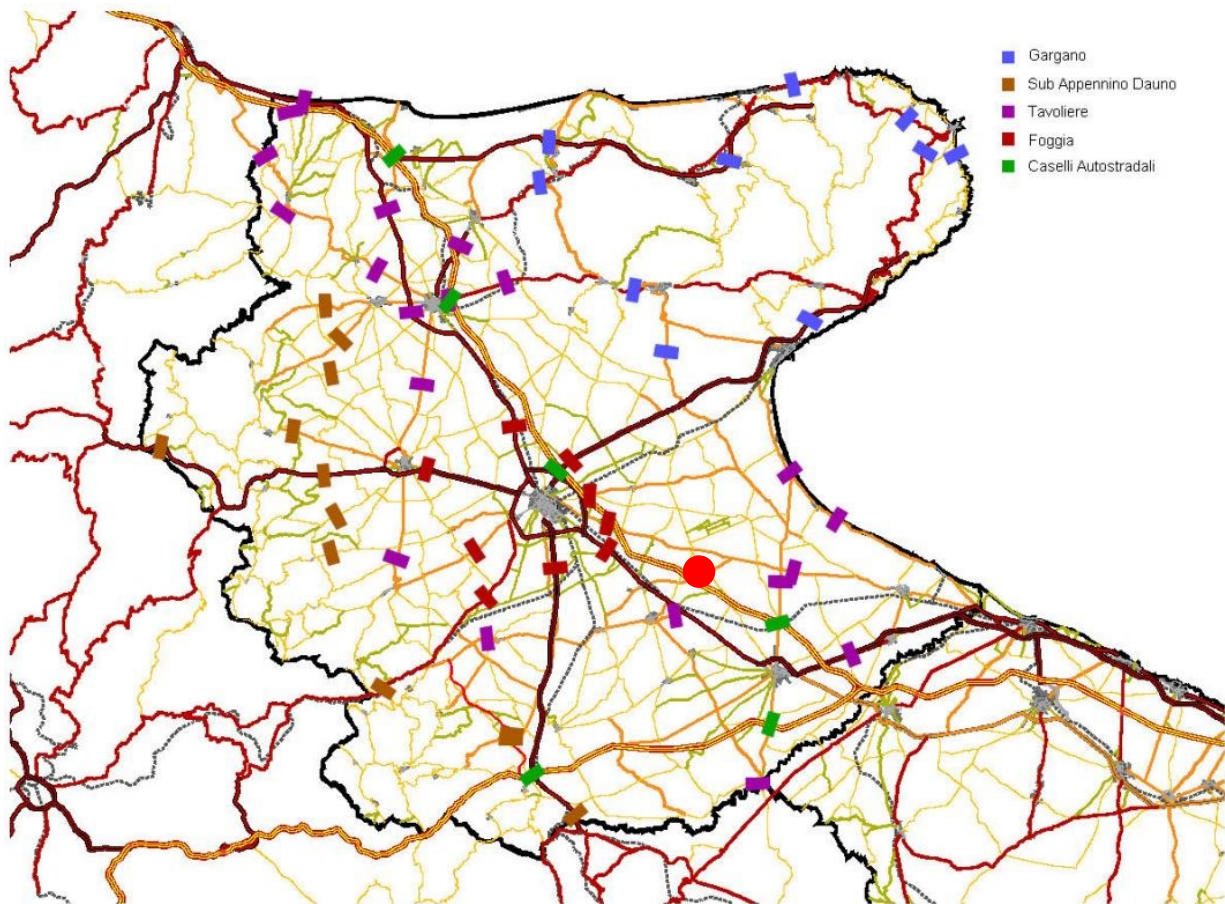 Gargano
Sub Appennino Dauno
Tavoliere
Foggia
Caselli Autostradali